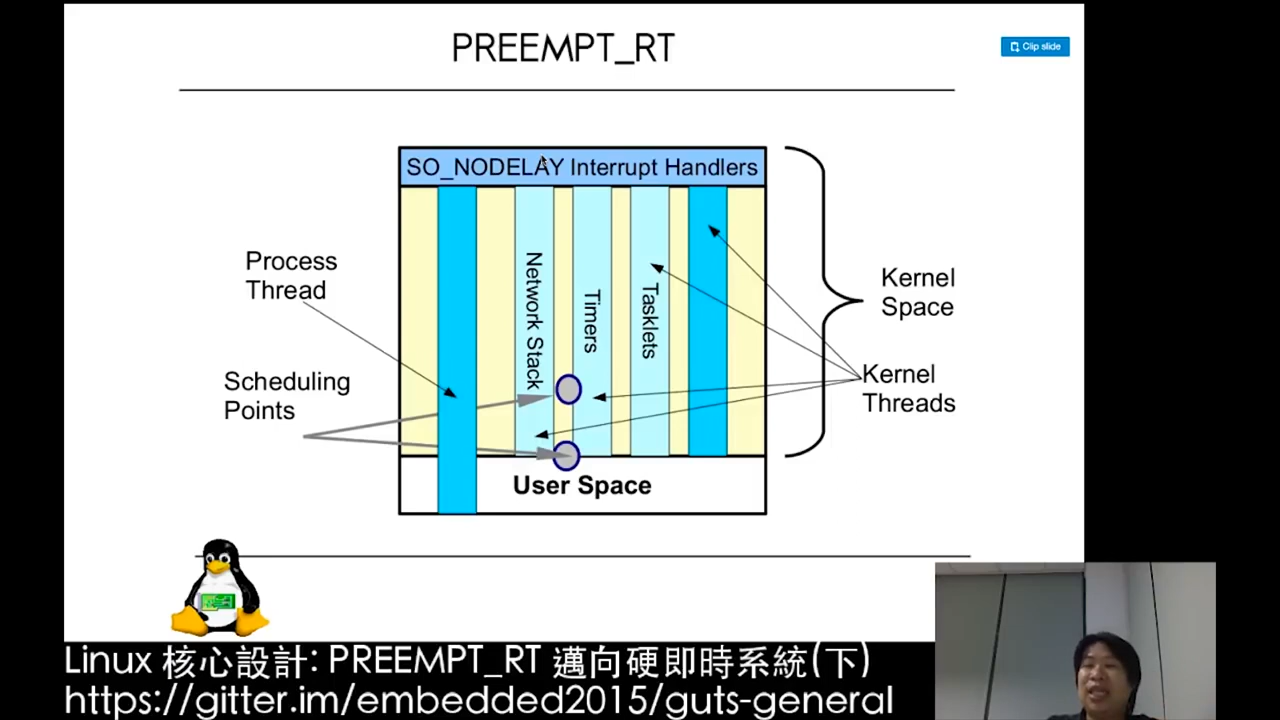 PREEMPT_RT
Clip slide
SO_NODELAY Interrupt Handlers
Process
Thread
Scheduling
Points
Network Stack
Timers
Tasklets
Kernel
Space
Kernel
Threads
User Space
Linux 核心設計: PREEMPT_RT 邁向硬即時系統(下)
https://gitter.im/embedded2015/guts-general